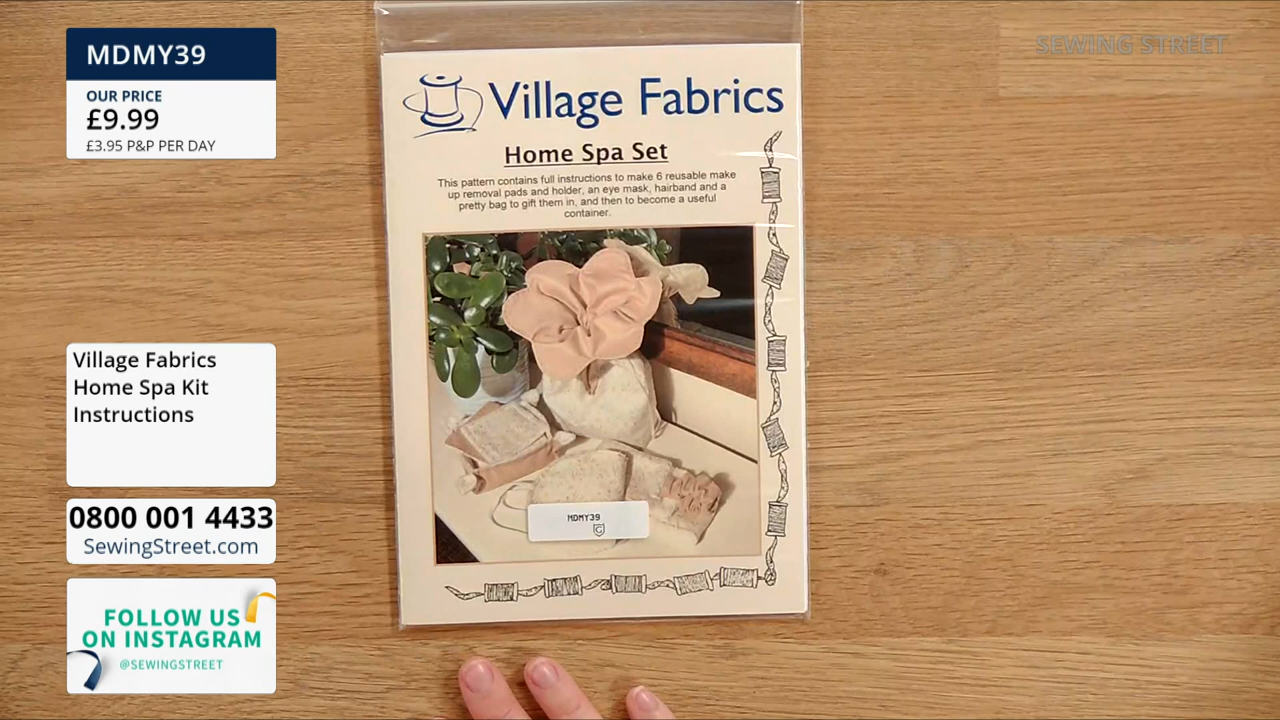 MDMY39
OUR PRICE
£9.99
£3.95 P&P PER DAY
Village Fabrics
Home Spa Kit
Instructions
0800 001 4433
SewingStreet.com
FOLLOW US
ON INSTAGRAM
@SEWINGSTREET
SEWING STREET
Village Fabrics
Home Spa Set
This pattern contains full instructions to make 6 reusable make
up removal pads and holder, an eye mask, hairband and a
pretty bag to gift them in, and then to become a useful
container.
MDMY39
G